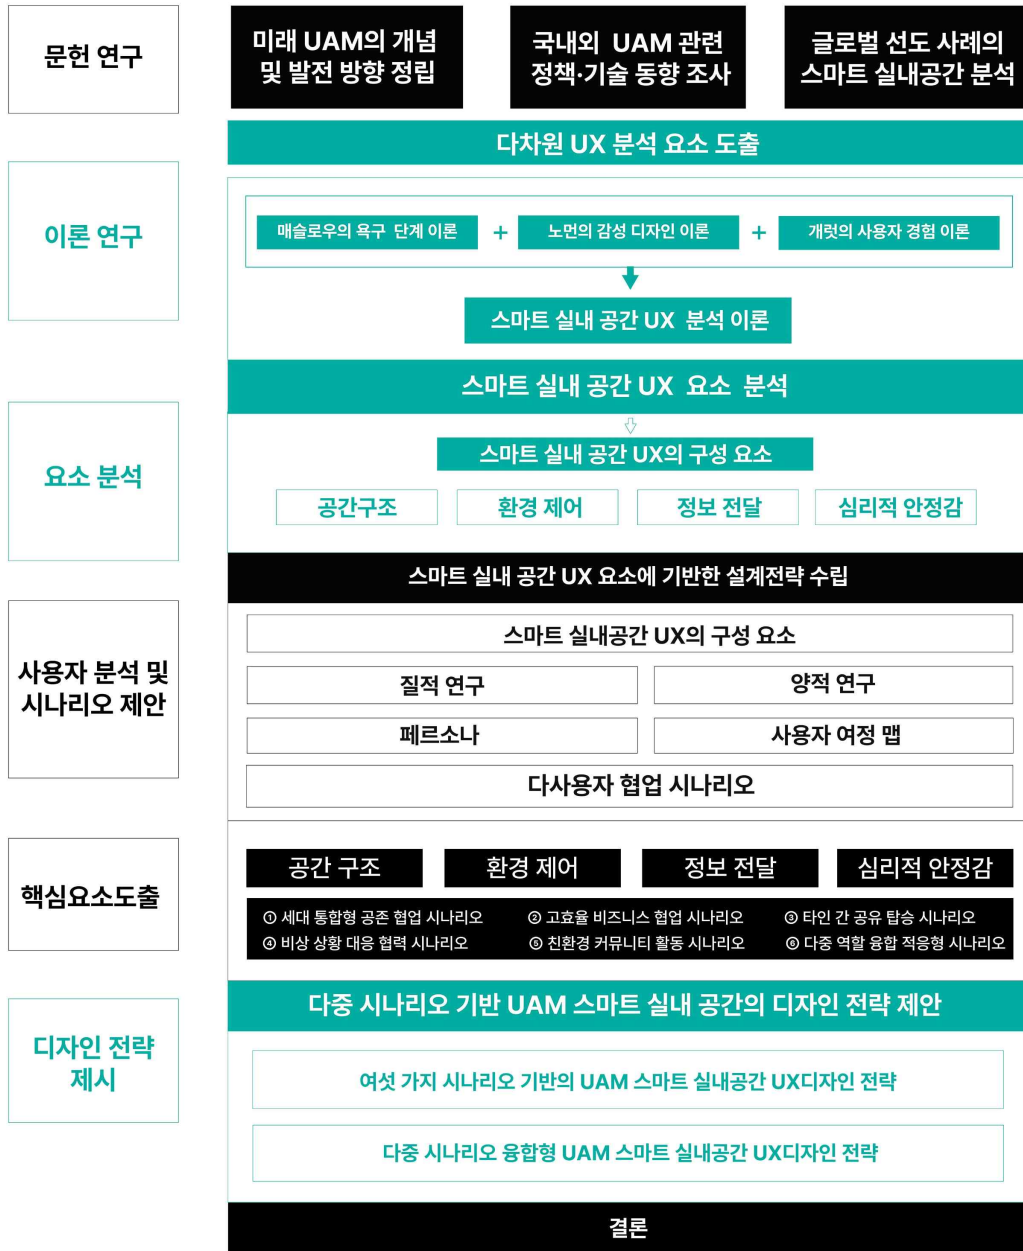 문헌 연구
미래 UAM의 개념
및 발전 방향 정립
국내외 UAM 관련
정책·기술 동향 조사
글로벌 선도 사례의
스마트 실내공간 분석
다차원 UX 분석 요소 도출
이론 연구
매슬로우의 욕구 단계 이론
+
노먼의 감성 디자인 이론
+
개럿의 사용자 경험 이론
스마트 실내 공간 UX 분석 이론
스마트 실내 공간 UX 요소 분석
요소 분석
스마트 실내 공간 UX의 구성 요소
공간구조
환경 제어
정보 전달
심리적 안정감
스마트 실내 공간 UX 요소에 기반한 설계전략 수립
사용자 분석 및
시나리오 제안
스마트 실내공간 UX의 구성 요소
질적 연구
양적 연구
페르소나
사용자 여정 맵
다사용자 협업 시나리오
핵심요소도출
공간 구조
환경 제어
정보 전달
심리적 안정감
① 세대 통합형 공존 협업 시나리오
② 고효율 비즈니스 협업 시나리오
③ 타인 간 공유 탑승 시나리오
④ 비상 상황 대응 협력 시나리오
⑤ 친환경 커뮤니티 활동 시나리오
⑥ 다중 역할 융합 적응형 시나리오
다중 시나리오 기반 UAM 스마트 실내 공간의 디자인 전략 제안
디자인 전략
제시
여섯 가지 시나리오 기반의 UAM 스마트 실내공간 UX디자인 전략
다중 시나리오 융합형 UAM 스마트 실내공간 UX디자인 전략
결론